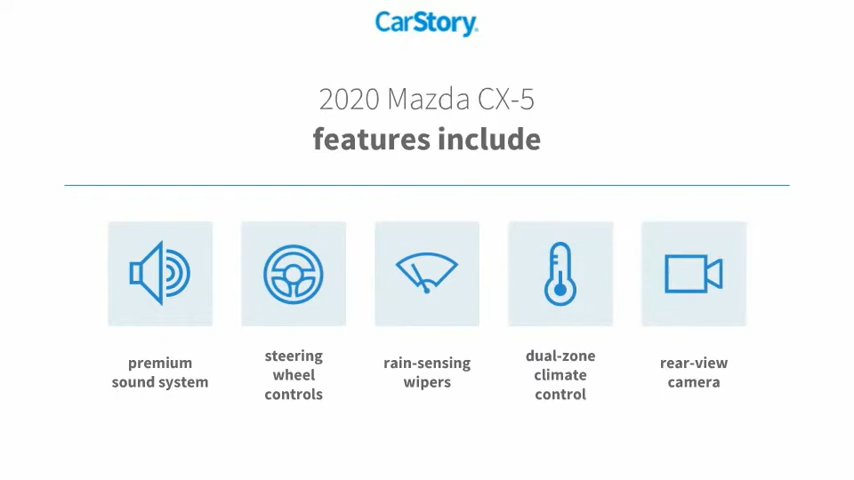 CarStory
2020 Mazda CX-5
features include
premium
sound system
steering
wheel
controls
rain-sensing
wipers
dual-zone
climate
control
rear-view
camera